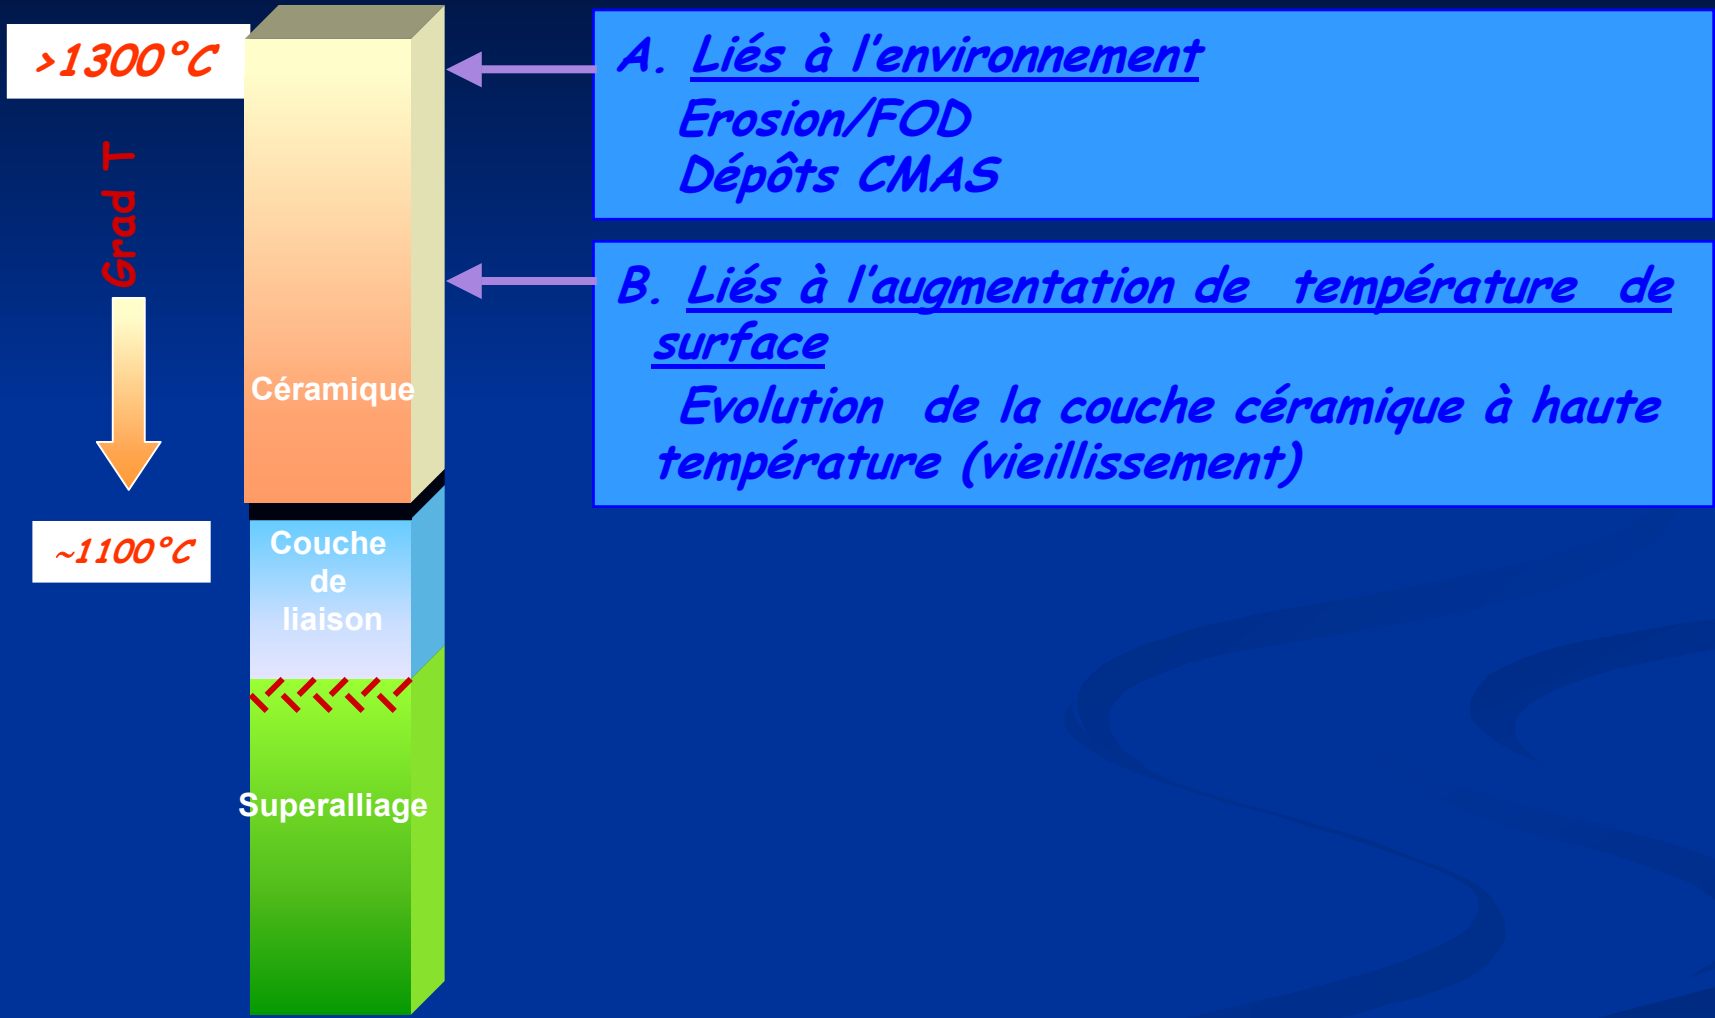 >1300°C
Grad T
~1100°C
Céramique
Couche
de
liaison
Superalliage
A. Liés à l'environnement
Erosion/FOD
Dépôts CMAS
B. Liés à l'augmentation de température de
surface
Evolution de la couche céramique à haute
température (vieillissement)